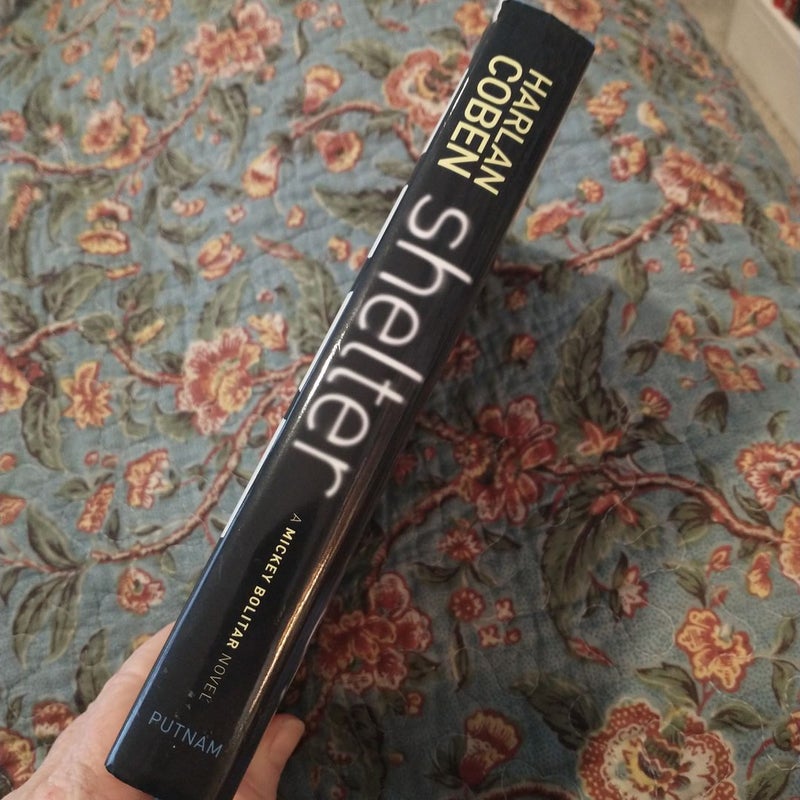 HARLAN
COBEN
shelter
A MICKEY BOLITAR NOVEL
PUTNAM